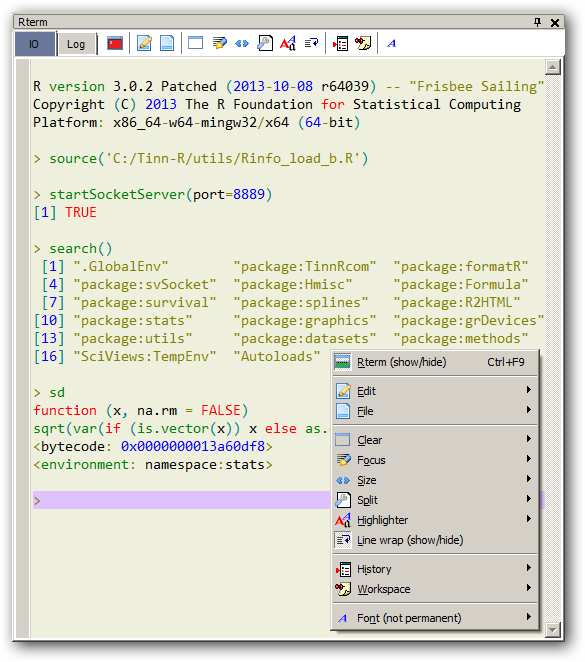 Rterm
IO Log
R version 3.0.2 Patched (2013-10-08 r64039) -- "Frisbee Sailing"
Copyright (C) 2013 The R Foundation for Statistical Computing
Platform: x86_64-w64-mingw32/x64 (64-bit)
> source('C:/Tinn-R/utils/Rinfo_load_b.R')
> startSocketServer(port=8889)
[1] TRUE
> search()
[1] ".GlobalEnv" "package:TinnRcom" "package:formatR"
[4] "package:svSocket" "package:Hmisc" "package:Formula"
[7] "package:survival" "package:splines" "package:R2HTML"
[10] "package:stats" "package:graphics" "package:grDevices"
[13] "package:utils" "package:datasets" "package:methods"
[16] "SciViews:TempEnv" "Autoloads"
> sd
function (x, na.rm = FALSE)
sqrt(var(if (is.vector(x)) x else as.
<bytecode: 0x0000000013a60df8>
<environment: namespace:stats>
>
Rterm (show/hide) Ctrl+F9
Edit
File
Clear
Focus
Size
Split
Highlighter
Line wrap (show/hide)
History
Workspace
Font (not permanent)